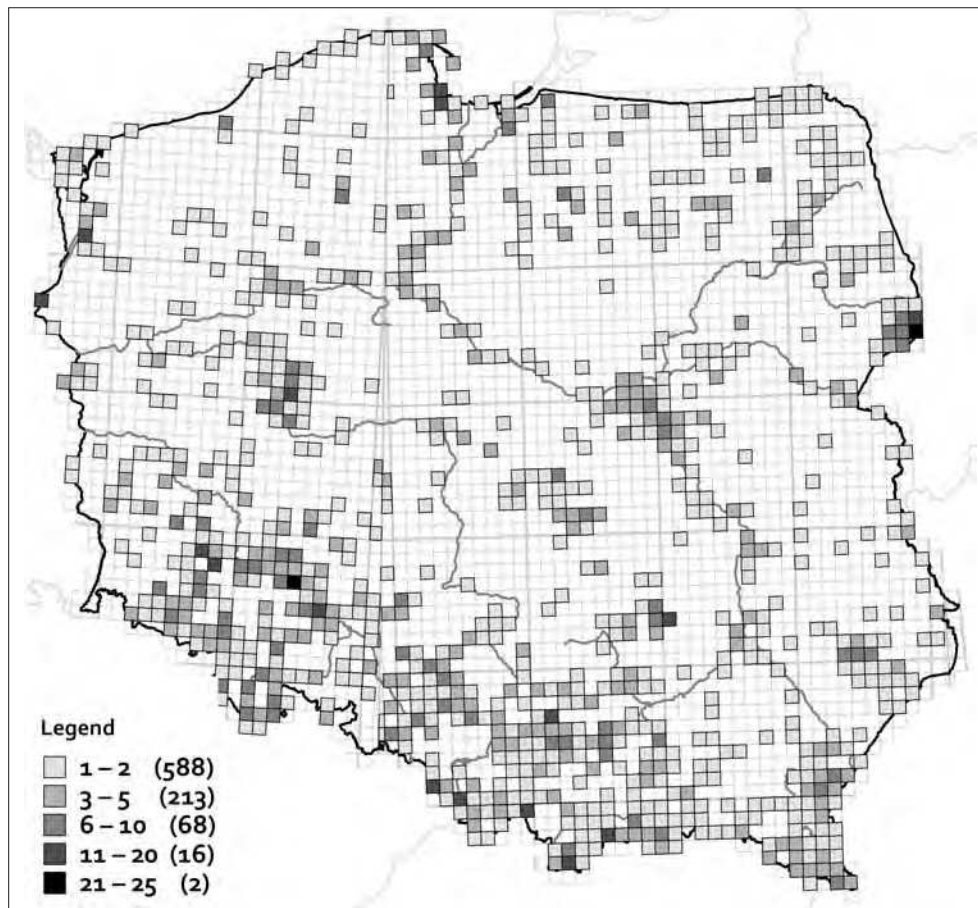 Legend
1 – 2 (588)
3 – 5 (213)
6 – 10 (68)
11 – 20 (16)
21 – 25 (2)